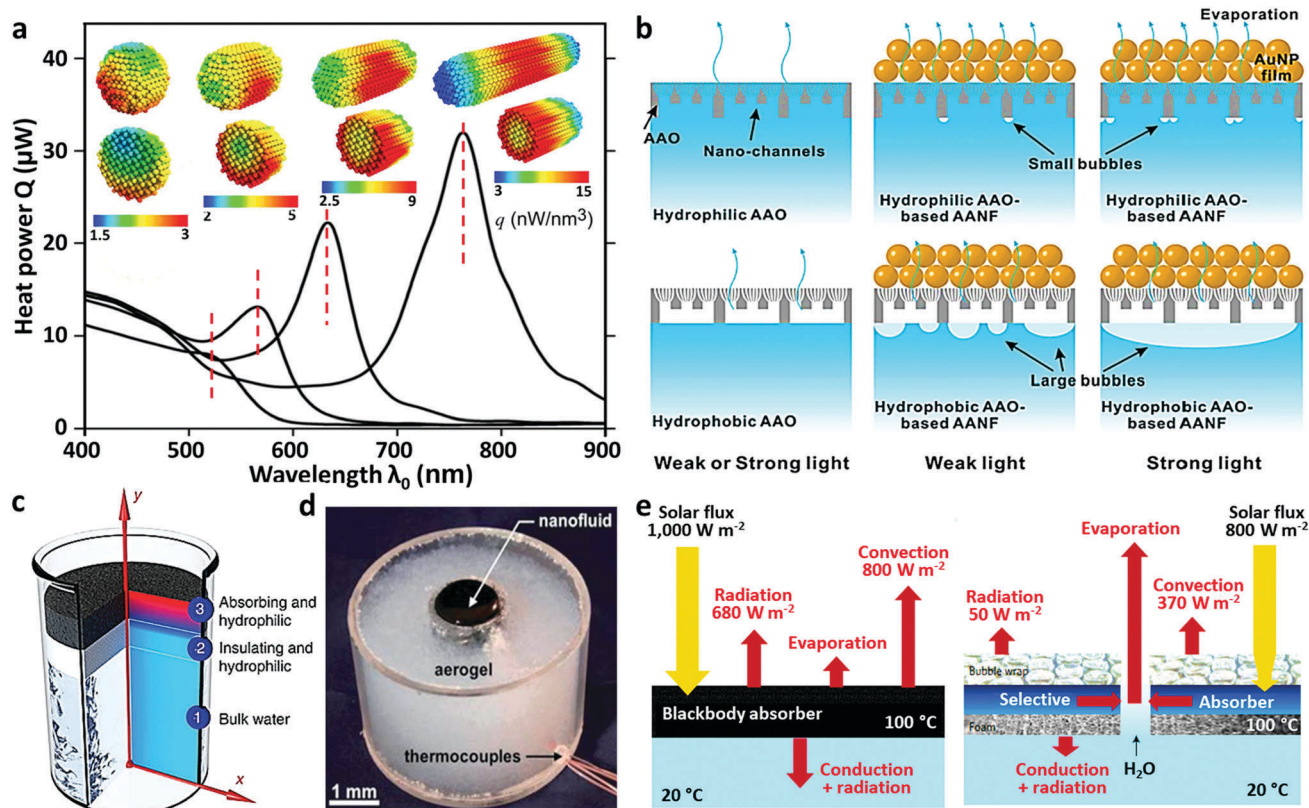 a
40
30
20
10
0
Heat power Q (µW)
1.5 3
2 5
2.5 9
3 15
q (nW/nm³)
400 500 600 700 800 900
Wavelength λ₀ (nm)
b
Evaporation
AuNP
film
AAO
Nano-channels
Small bubbles
Hydrophilic AAO
Hydrophilic AAO-
based AANF
Hydrophilic AAO-
based AANF
Large bubbles
Hydrophobic AAO
Hydrophobic AAO-
based AANF
Hydrophobic AAO-
based AANF
Weak or Strong light
Weak light
Strong light
c
y
3
Absorbing and
hydrophilic
2
Insulating and
hydrophilic
1
Bulk water
x
d
nanofluid
aerogel
thermocouples
1 mm
e
Solar flux
1,000 W m⁻²
Radiation
680 W m⁻²
Evaporation
Convection
800 W m⁻²
Blackbody absorber
100 °C
20 °C
Conduction
+ radiation
Evaporation
Solar flux
800 W m⁻²
Radiation
50 W m⁻²
Convection
370 W m⁻²
Bubble wrap
Selective
Absorber
Foam
100 °C
Conduction
+ radiation
H₂O
20 °C